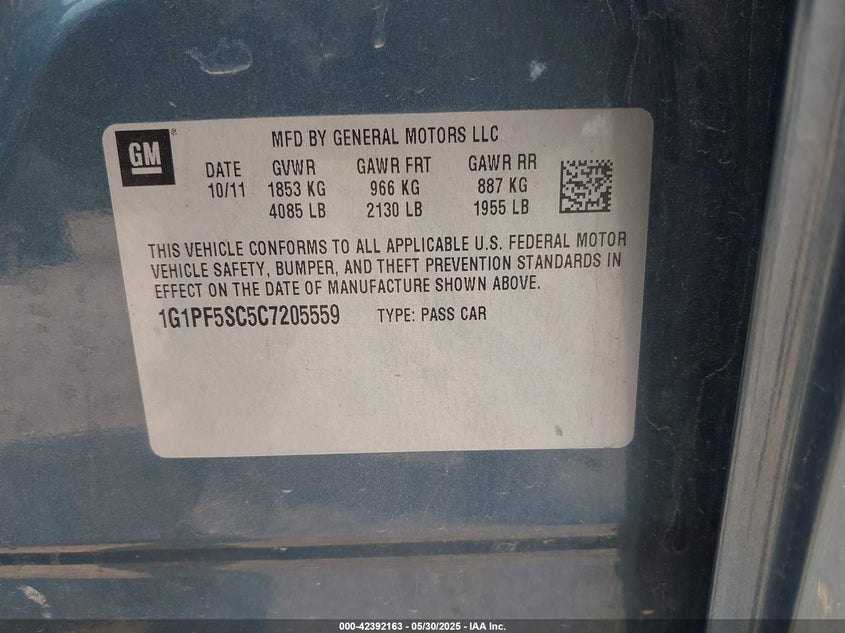 GM
MFD BY GENERAL MOTORS LLC
DATE GVWR GAWR FRT GAWR RR
10/11 1853 KG 966 KG 887 KG
4085 LB 2130 LB 1955 LB
THIS VEHICLE CONFORMS TO ALL APPLICABLE U.S. FEDERAL MOTOR
VEHICLE SAFETY, BUMPER, AND THEFT PREVENTION STANDARDS IN
EFFECT ON THE DATE OF MANUFACTURE SHOWN ABOVE.
1G1PF5SC5C7205559 TYPE: PASS CAR
000-42392163 - 05/30/2025 - IAA Inc.